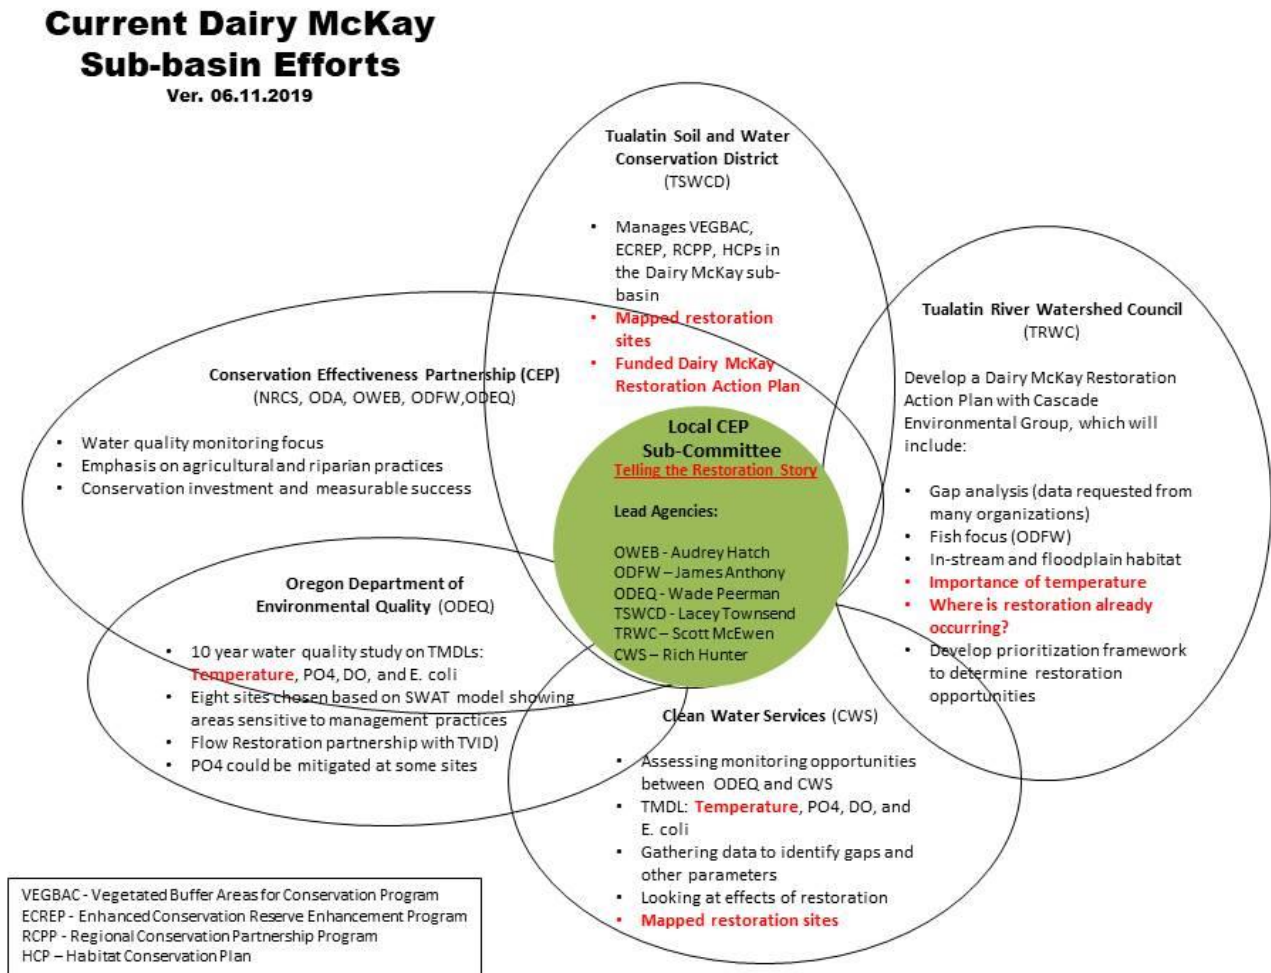 Current Dairy McKay
Sub-basin Efforts
Ver. 06.11.2019
Tualatin Soil and Water
Conservation District
(TSWCD)
• Manages VEGBAC,
ECREP, RCPP, HCPs in
the Dairy McKay sub-
basin
• Mapped restoration
sites
• Funded Dairy McKay
Restoration Action Plan
Tualatin River Watershed Council
(TRWC)
Develop a Dairy McKay Restoration
Action Plan with Cascade
Environmental Group, which will
include:
• Gap analysis (data requested from
many organizations)
• Fish focus (ODFW)
• In-stream and floodplain habitat
• Importance of temperature
• Where is restoration already
occurring?
• Develop prioritization framework
to determine restoration
opportunities
Conservation Effectiveness Partnership (CEP)
(NRCS, ODA, OWEB, ODFW,ODEQ)
• Water quality monitoring focus
• Emphasis on agricultural and riparian practices
• Conservation investment and measurable success
Local CEP
Sub-Committee
Telling the Restoration Story
Lead Agencies:
OWEB - Audrey Hatch
ODFW – James Anthony
ODEQ - Wade Peerman
TSWCD - Lacey Townsend
TRWC – Scott McEwen
CWS – Rich Hunter
Oregon Department of
Environmental Quality (ODEQ)
• 10 year water quality study on TMDLs:
Temperature, PO4, DO, and E. coli
• Eight sites chosen based on SWAT model showing
areas sensitive to management practices
• Flow Restoration partnership with TVID)
• PO4 could be mitigated at some sites
Clean Water Services (CWS)
• Assessing monitoring opportunities
between ODEQ and CWS
• TMDL: Temperature, PO4, DO, and
E. coli
• Gathering data to identify gaps and
other parameters
• Looking at effects of restoration
• Mapped restoration sites
VEGBAC - Vegetated Buffer Areas for Conservation Program
ECREP - Enhanced Conservation Reserve Enhancement Program
RCPP - Regional Conservation Partnership Program
HCP – Habitat Conservation Plan